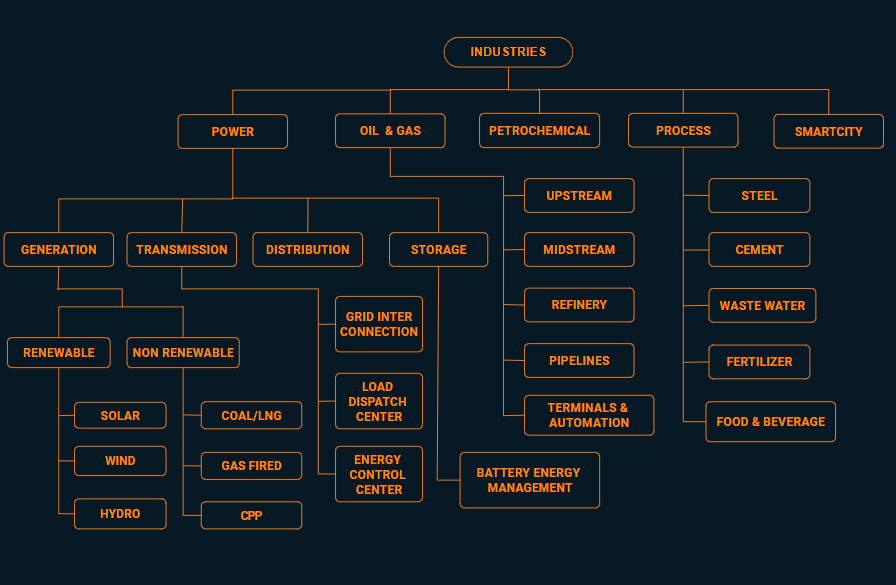 INDUSTRIES
POWER
OIL & GAS
PETROCHEMICAL
PROCESS
SMARTCITY
UPSTREAM
STEEL
GENERATION
TRANSMISSION
DISTRIBUTION
STORAGE
MIDSTREAM
CEMENT
GRID INTER
CONNECTION
REFINERY
WASTE WATER
RENEWABLE
NON RENEWABLE
PIPELINES
FERTILIZER
LOAD
DISPATCH
CENTER
SOLAR
COAL/LNG
TERMINALS &
AUTOMATION
FOOD & BEVERAGE
WIND
GAS FIRED
ENERGY
CONTROL
CENTER
BATTERY ENERGY
MANAGEMENT
HYDRO
CPP